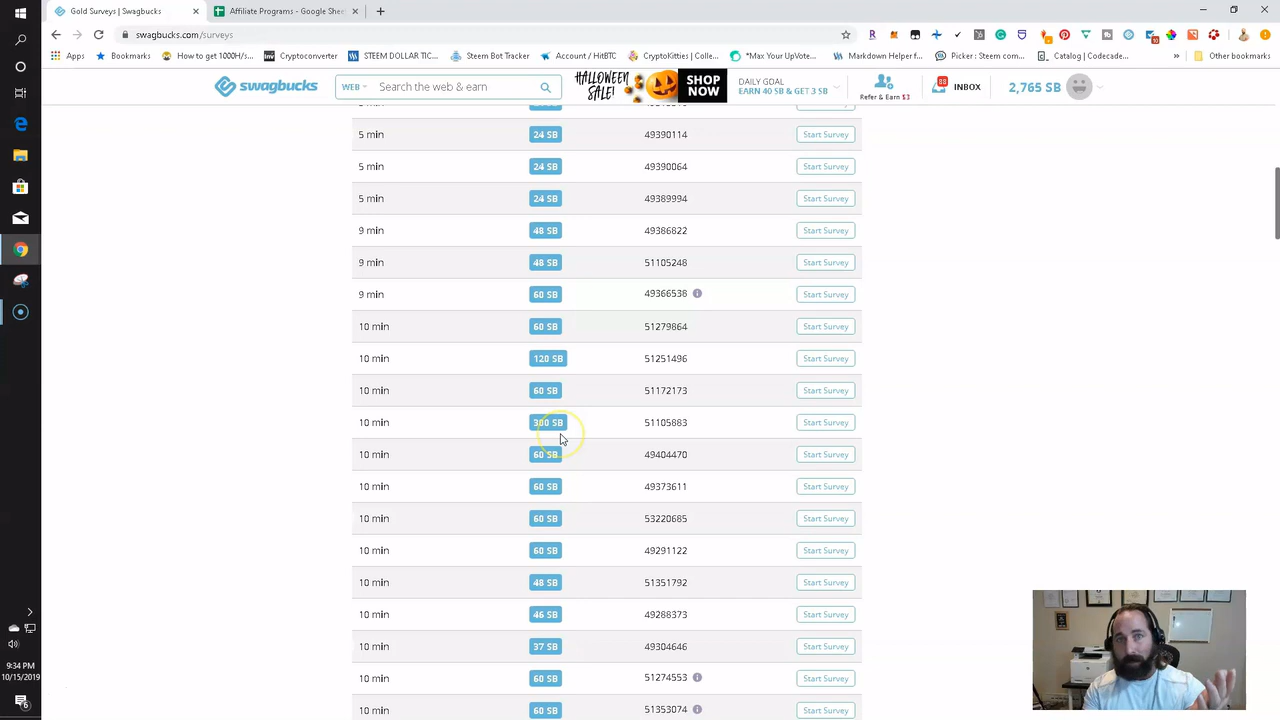 Gold Surveys | Swagbucks
Affiliate Programs - Google Shee
swagbucks.com/surveys
Apps
Bookmarks
How to get 1000H/s...
Cryptoconverter
DOLLAR TIC...
Steem Bot Tracker
Account / HitBTC
CryptoKitties | Colle...
*Max Your UpVote...
Markdown Helper f...
Picker : Steem com...
Catalog | Codecade...
»
Other bookmarks
swagbucks
WEB
Search the web & earn
HALLOWEEN
SALE!
SHOP
NOW
DAILY GOAL
EARN 40 SB & GET 3 SB
Refer & Earn $3
88
INBOX
2,765 SB
5 min 24 SB 49390114 Start Survey
5 min 24 SB 49390064 Start Survey
5 min 24 SB 49389994 Start Survey
9 min 48 SB 49386822 Start Survey
9 min 48 SB 51105248 Start Survey
9 min 60 SB 49366538 Start Survey
10 min 60 SB 51279864 Start Survey
10 min 120 SB 51251496 Start Survey
10 min 60 SB 51172173 Start Survey
10 min 300 SB 51105883 Start Survey
10 min 60 SB 49404470 Start Survey
10 min 60 SB 49373611 Start Survey
10 min 60 SB 53220685 Start Survey
10 min 60 SB 49291122 Start Survey
10 min 48 SB 51351792 Start Survey
10 min 46 SB 49288373 Start Survey
10 min 37 SB 49304646 Start Survey
10 min 60 SB 51274553 Start Survey
60 SB 51353074 Start Survey
9:34 PM
10/15/2019